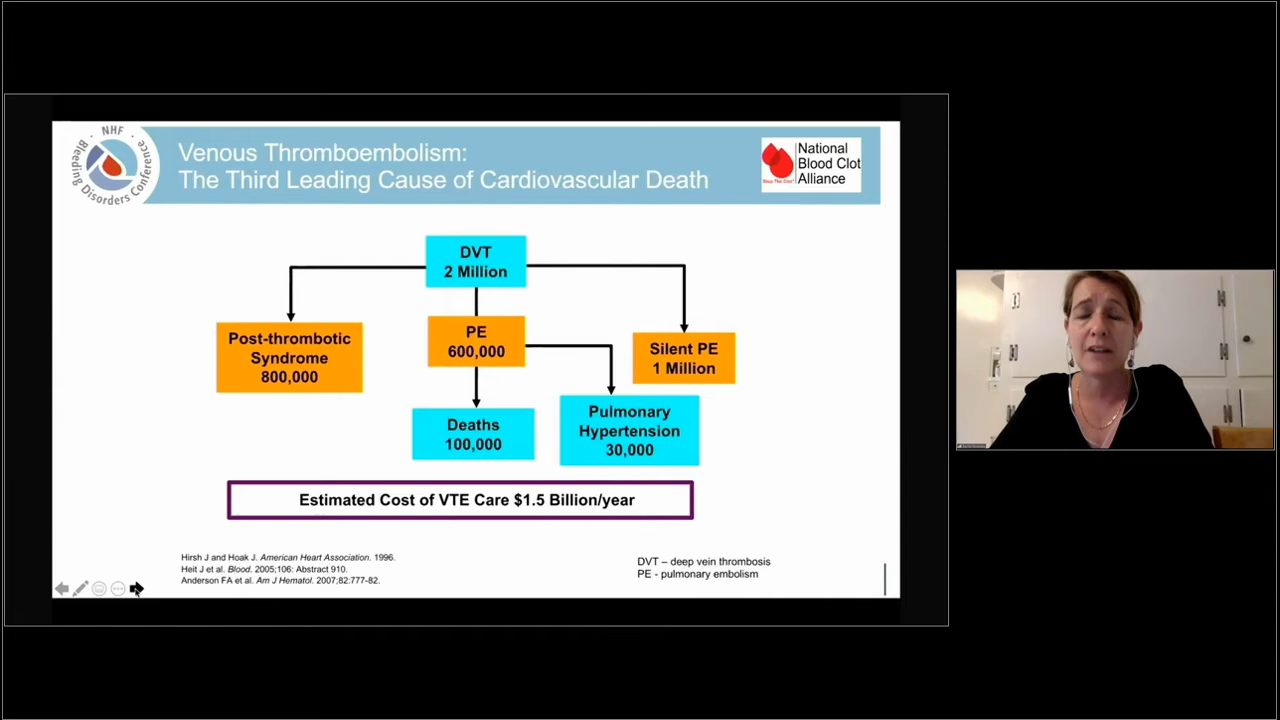 NHF
Bleeding Disorders Conference
Venous Thromboembolism:
The Third Leading Cause of Cardiovascular Death
National
Blood Clot
Alliance
Stop The Clot
DVT
2 Million
Post-thrombotic
Syndrome
800,000
PE
600,000
Silent PE
1 Million
Deaths
100,000
Pulmonary
Hypertension
30,000
Estimated Cost of VTE Care $1.5 Billion/year
Hirsh J and Hoak J. American Heart Association. 1996.
Heit J et al. Blood. 2005;106: Abstract 910.
Anderson FA et al. Am J Hematol. 2007;82:777-82.
DVT – deep vein thrombosis
PE - pulmonary embolism